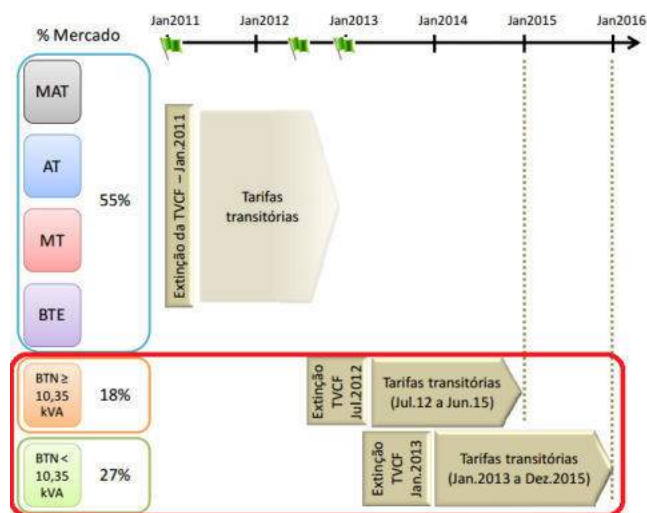 Jan2011 Jan2012 Jan2013 Jan2014 Jan2015 Jan2016
% Mercado
MAT
AT
55%
MT
BTE
Extinção da TVCF – Jan.2011
Tarifas
transitórias
BTN ≥
10,35
kVA
18%
Extinção
TVCF
Jul.2012
Tarifas transitórias
(Jul.12 a Jun.15)
BTN <
10,35
kVA
27%
Extinção
TVCF
Jan.2013
Tarifas transitórias
(Jan.2013 a Dez.2015)